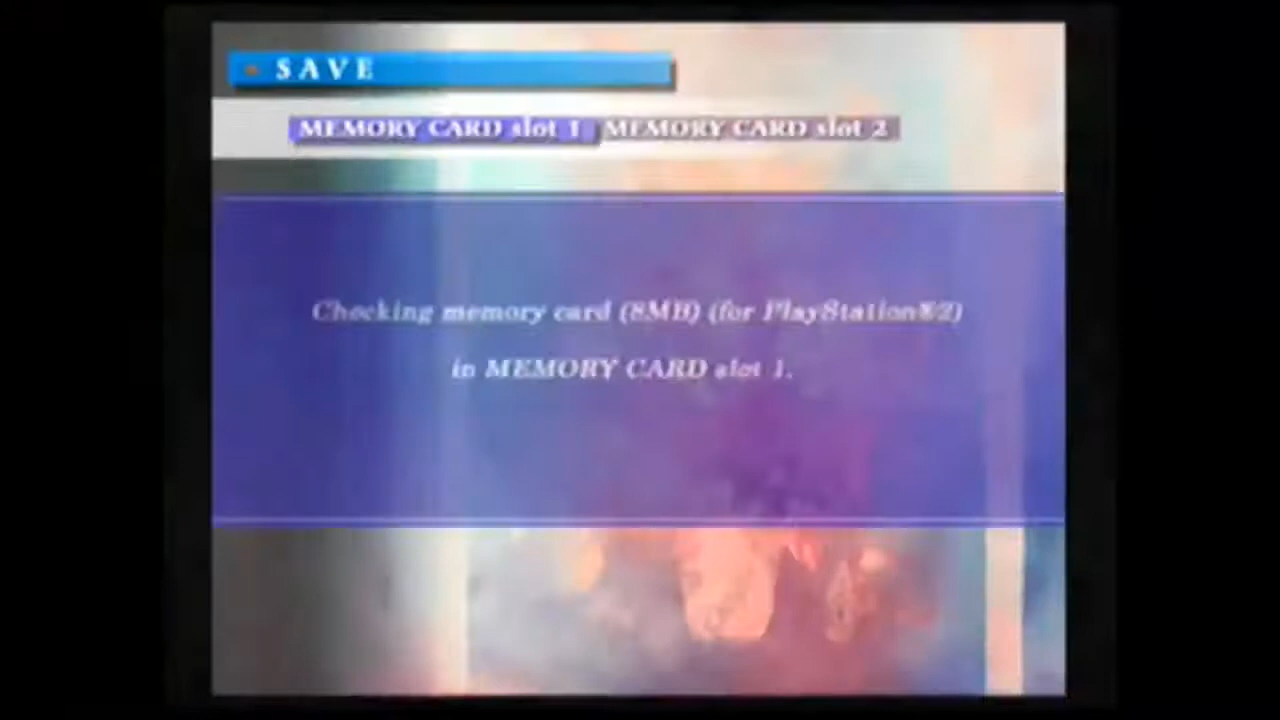 SAVE
MEMORY CARD slot 1 MEMORY CARD slot 2
Checking memory card (8MB) (for PlayStation®2)
in MEMORY CARD slot 1.